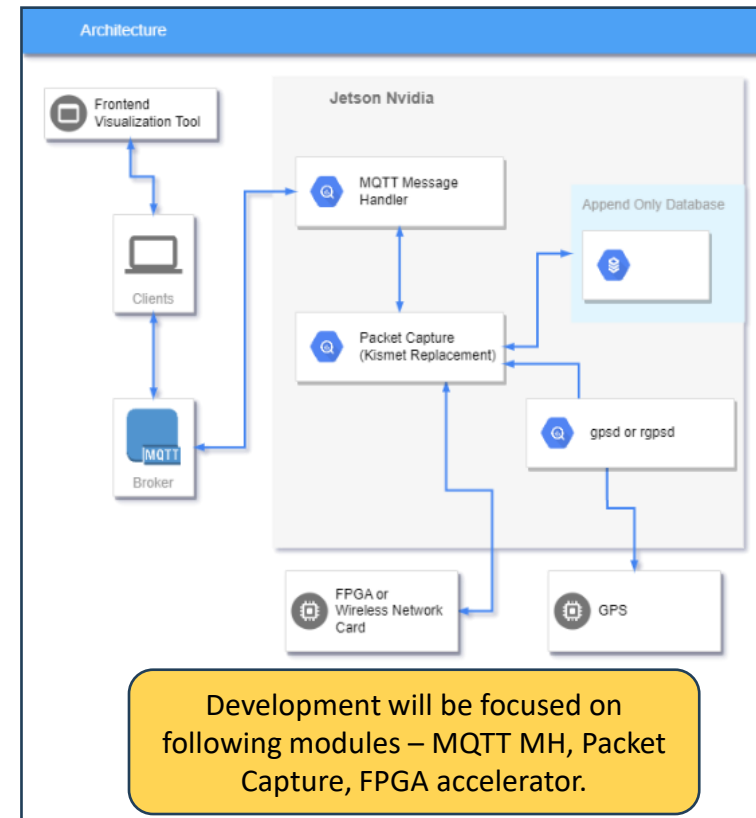 Architecture
Frontend
Visualization Tool
Jetson Nvidia
MQTT Message
Handler
Append Only Database
Clients
Packet Capture
(Kismet Replacement)
gpsd or rgpsd
MQTT
Broker
FPGA or
Wireless Network
Card
GPS
Development will be focused on
following modules – MQTT MH, Packet
Capture, FPGA accelerator.